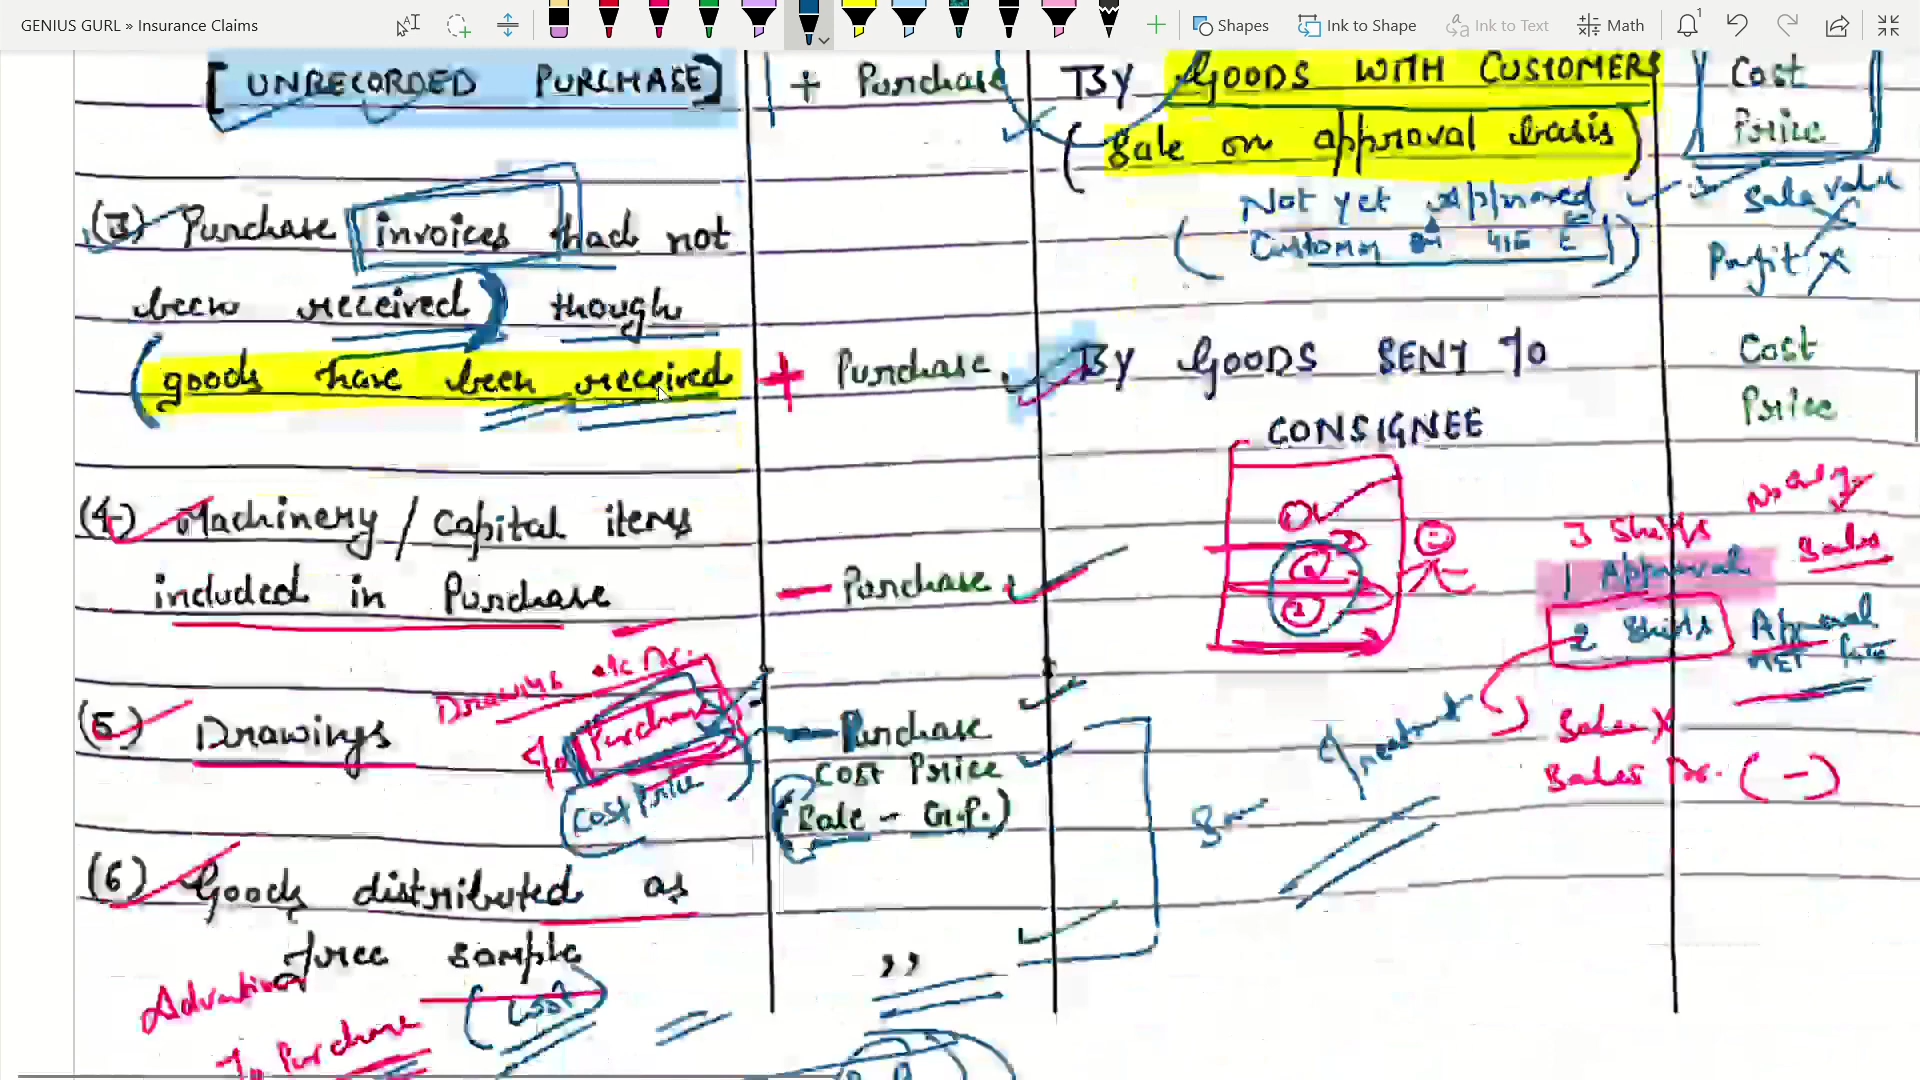 GENIUS GURL » Insurance Claims
Shapes
Ink to Shape
Ink to Text
Math
[UNRECORDED PURCHASE]
+ Purchase
By GOODS WITH CUSTOMERS
(Sale on approval basis)
Cost
Price
Not yet approved
Sale Value
Profit X
(3) Purchase invoices had not
been received though
(goods have been received
+ Purchase
By GOODS SENT TO
CONSIGNEE
Cost
Price
(4) Machinery / Capital items
included in Purchase
- Purchase
3 Shirts
1 Approval
2 Shirts
Sales
Approval
Sales X
Sales Dr. (-)
(5) Drawings
Drawings a/c Dr.
To Purchase
Cost Price
- Purchase
Cost Price
(Sale - G.P.)
(6) Goods distributed as
free sample
(Cost)
,,
To Purchase